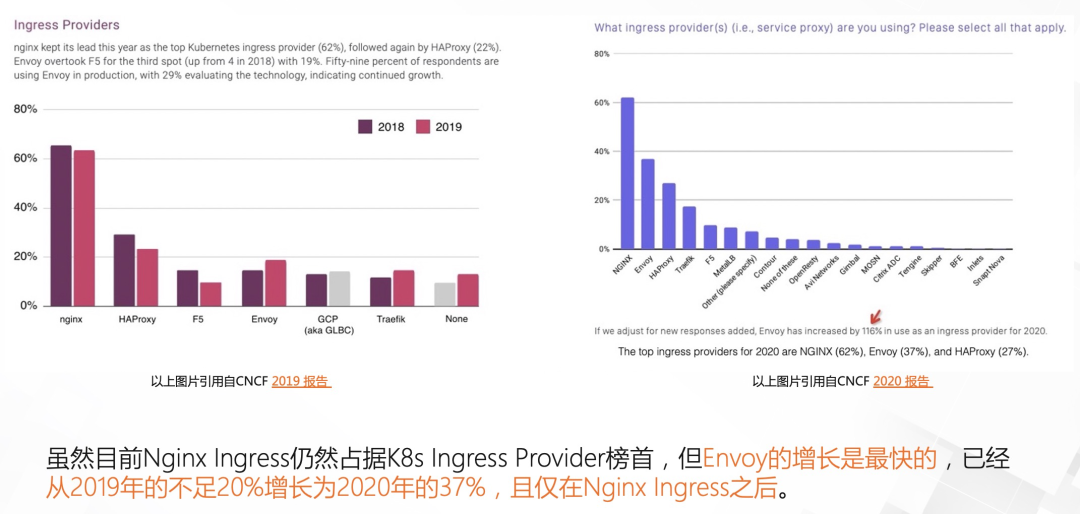 Ingress Providers
nginx kept its lead this year as the top Kubernetes ingress provider (62%), followed again by HAProxy (22%).
Envoy overtook F5 for the third spot (up from 4 in 2018) with 19%. Fifty-nine percent of respondents are
using Envoy in production, with 29% evaluating the technology, indicating continued growth.
80%
60%
40%
20%
0%
2018
2019
nginx
HAProxy
F5
Envoy
GCP
(aka GLBC)
Traefik
None
以上图片引用自CNCF 2019 报告
What ingress provider(s) (i.e., service proxy) are you using? Please select all that apply.
80%
60%
40%
20%
0%
NGINX
Envoy
HAProxy
Traefik
F5
MetalLB
Other (please specify)
Contour
None of these
OpenResty
Avi Networks
Gimbal
MOSN
Citrix ADC
Tengine
Skipper
BFE
Inlets
Snapt Nova
If we adjust for new responses added, Envoy has increased by 116% in use as an ingress provider for 2020.
The top ingress providers for 2020 are NGINX (62%), Envoy (37%), and HAProxy (27%).
以上图片引用自CNCF 2020 报告
虽然目前Nginx Ingress仍然占据K8s Ingress Provider榜首，但Envoy的增长是最快的，已经
从2019年的不足20%增长为2020年的37%，且仅在Nginx Ingress之后。